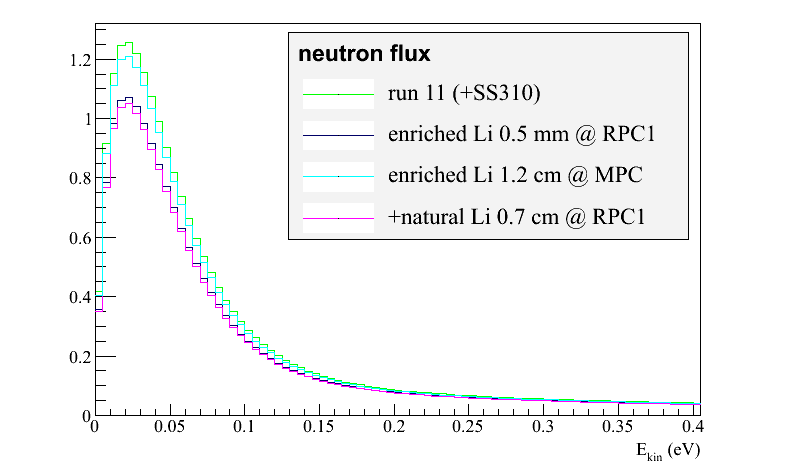 neutron flux
run 11 (+SS310)
enriched Li 0.5 mm @ RPC1
enriched Li 1.2 cm @ MPC
+natural Li 0.7 cm @ RPC1
1.2
1
0.8
0.6
0.4
0.2
0
0 0.05 0.1 0.15 0.2 0.25 0.3 0.35 0.4
E_kin (eV)